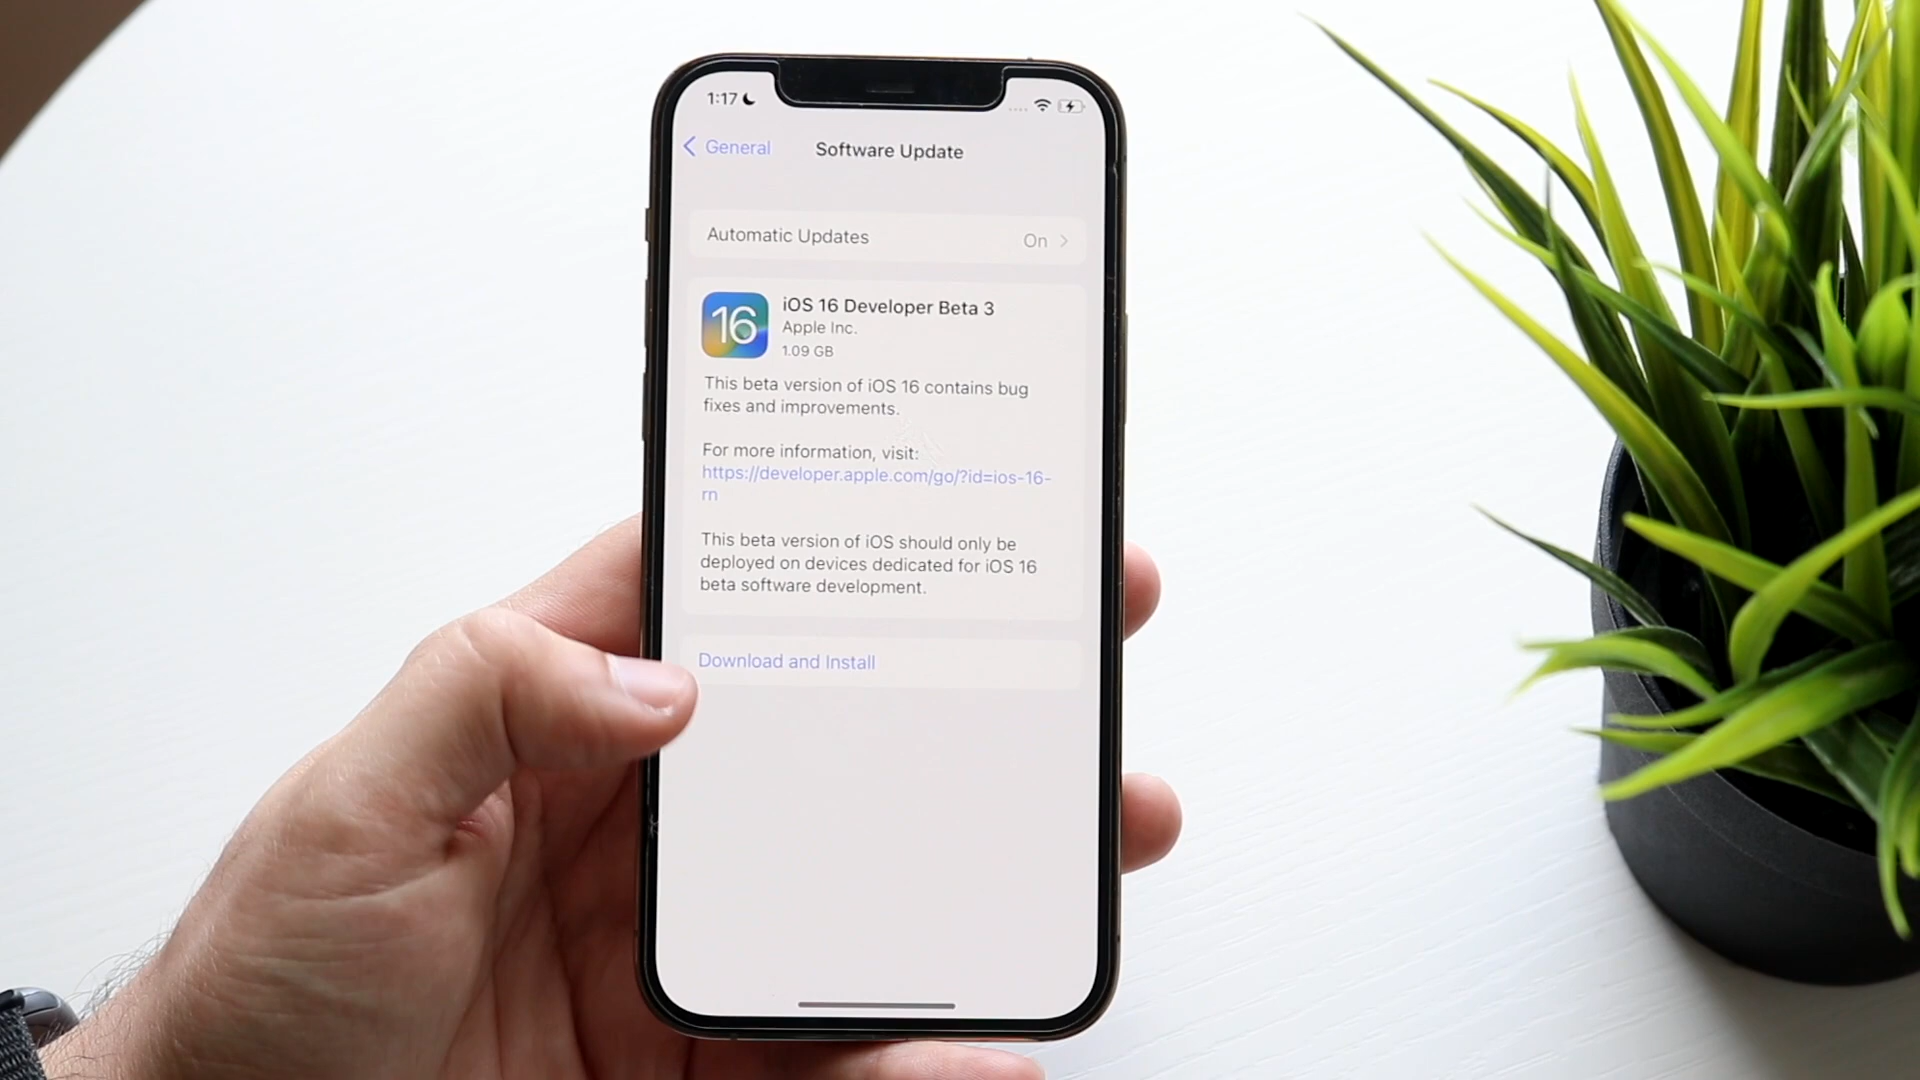 1:17
General
Software Update
Automatic Updates
On
16
iOS 16 Developer Beta 3
Apple Inc.
1.09 GB
This beta version of iOS 16 contains bug
fixes and improvements.
For more information, visit:
https://developer.apple.com/go/?id=ios-16-
rn
This beta version of iOS should only be
deployed on devices dedicated for iOS 16
beta software development.
Download and Install